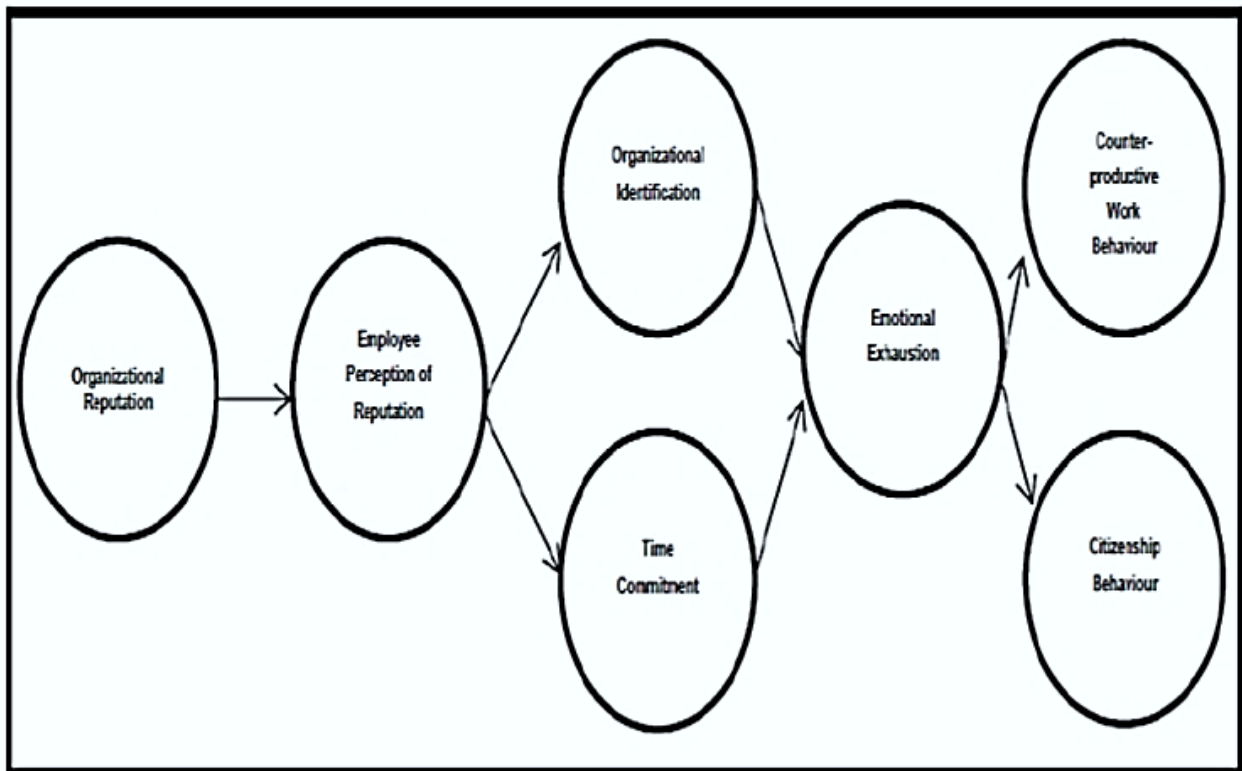 Organizational
Reputation
Employee
Perception of
Reputation
Organizational
Identification
Time
Commitment
Emotional
Exhaustion
Counter-
productive
Work
Behaviour
Citizenship
Behaviour